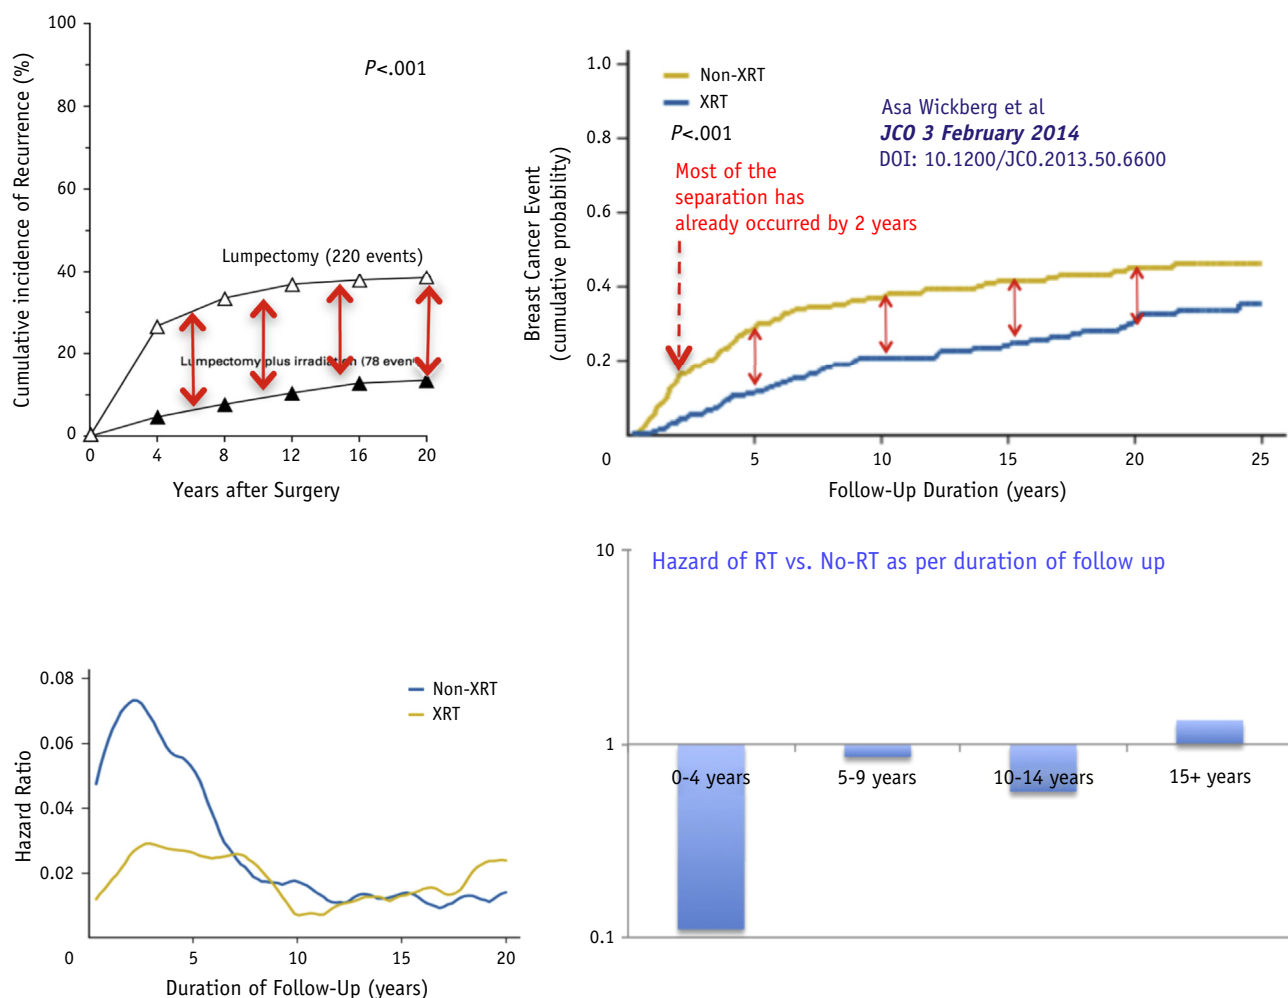 Cumulative incidence of Recurrence (%)
100
80
60
40
20
0
P<.001
Lumpectomy (220 events)
Lumpectomy plus irradiation (78 even
0 4 8 12 16 20
Years after Surgery
Breast Cancer Event
(cumulative probability)
1.0
0.8
0.6
0.4
0.2
0
Non-XRT
XRT
P<.001
Asa Wickberg et al
JCO 3 February 2014
DOI: 10.1200/JCO.2013.50.6600
Most of the
separation has
already occurred by 2 years
5 10 15 20 25
Follow-Up Duration (years)
Hazard Ratio
0.08
0.06
0.04
0.02
Non-XRT
XRT
0 5 10 15 20
Duration of Follow-Up (years)
Hazard of RT vs. No-RT as per duration of follow up
10
1
0.1
0-4 years
5-9 years
10-14 years
15+ years